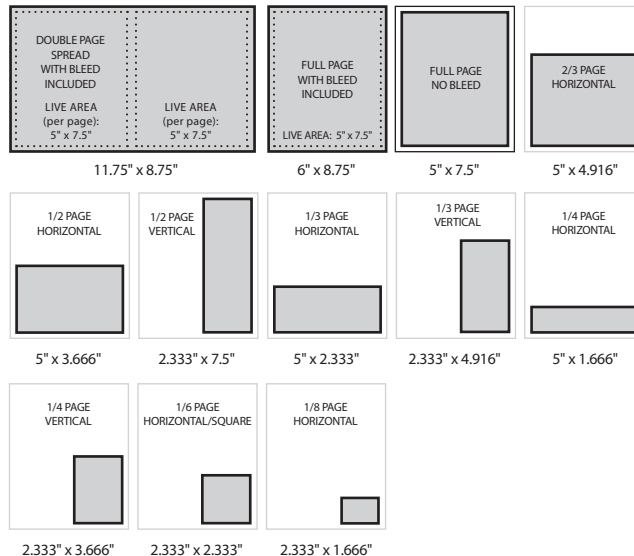 DOUBLE PAGE
SPREAD
WITH BLEED
INCLUDED
LIVE AREA
(per page):
5" x 7.5"
LIVE AREA
(per page):
5" x 7.5"
11.75" x 8.75"
FULL PAGE
WITH BLEED
INCLUDED
LIVE AREA: 5" x 7.5"
6" x 8.75"
FULL PAGE
NO BLEED
5" x 7.5"
2/3 PAGE
HORIZONTAL
5" x 4.916"
1/2 PAGE
HORIZONTAL
5" x 3.666"
1/2 PAGE
VERTICAL
2.333" x 7.5"
1/3 PAGE
HORIZONTAL
5" x 2.333"
1/3 PAGE
VERTICAL
2.333" x 4.916"
1/4 PAGE
HORIZONTAL
5" x 1.666"
1/4 PAGE
VERTICAL
2.333" x 3.666"
1/6 PAGE
HORIZONTAL/SQUARE
2.333" x 2.333"
1/8 PAGE
HORIZONTAL
2.333" x 1.666"